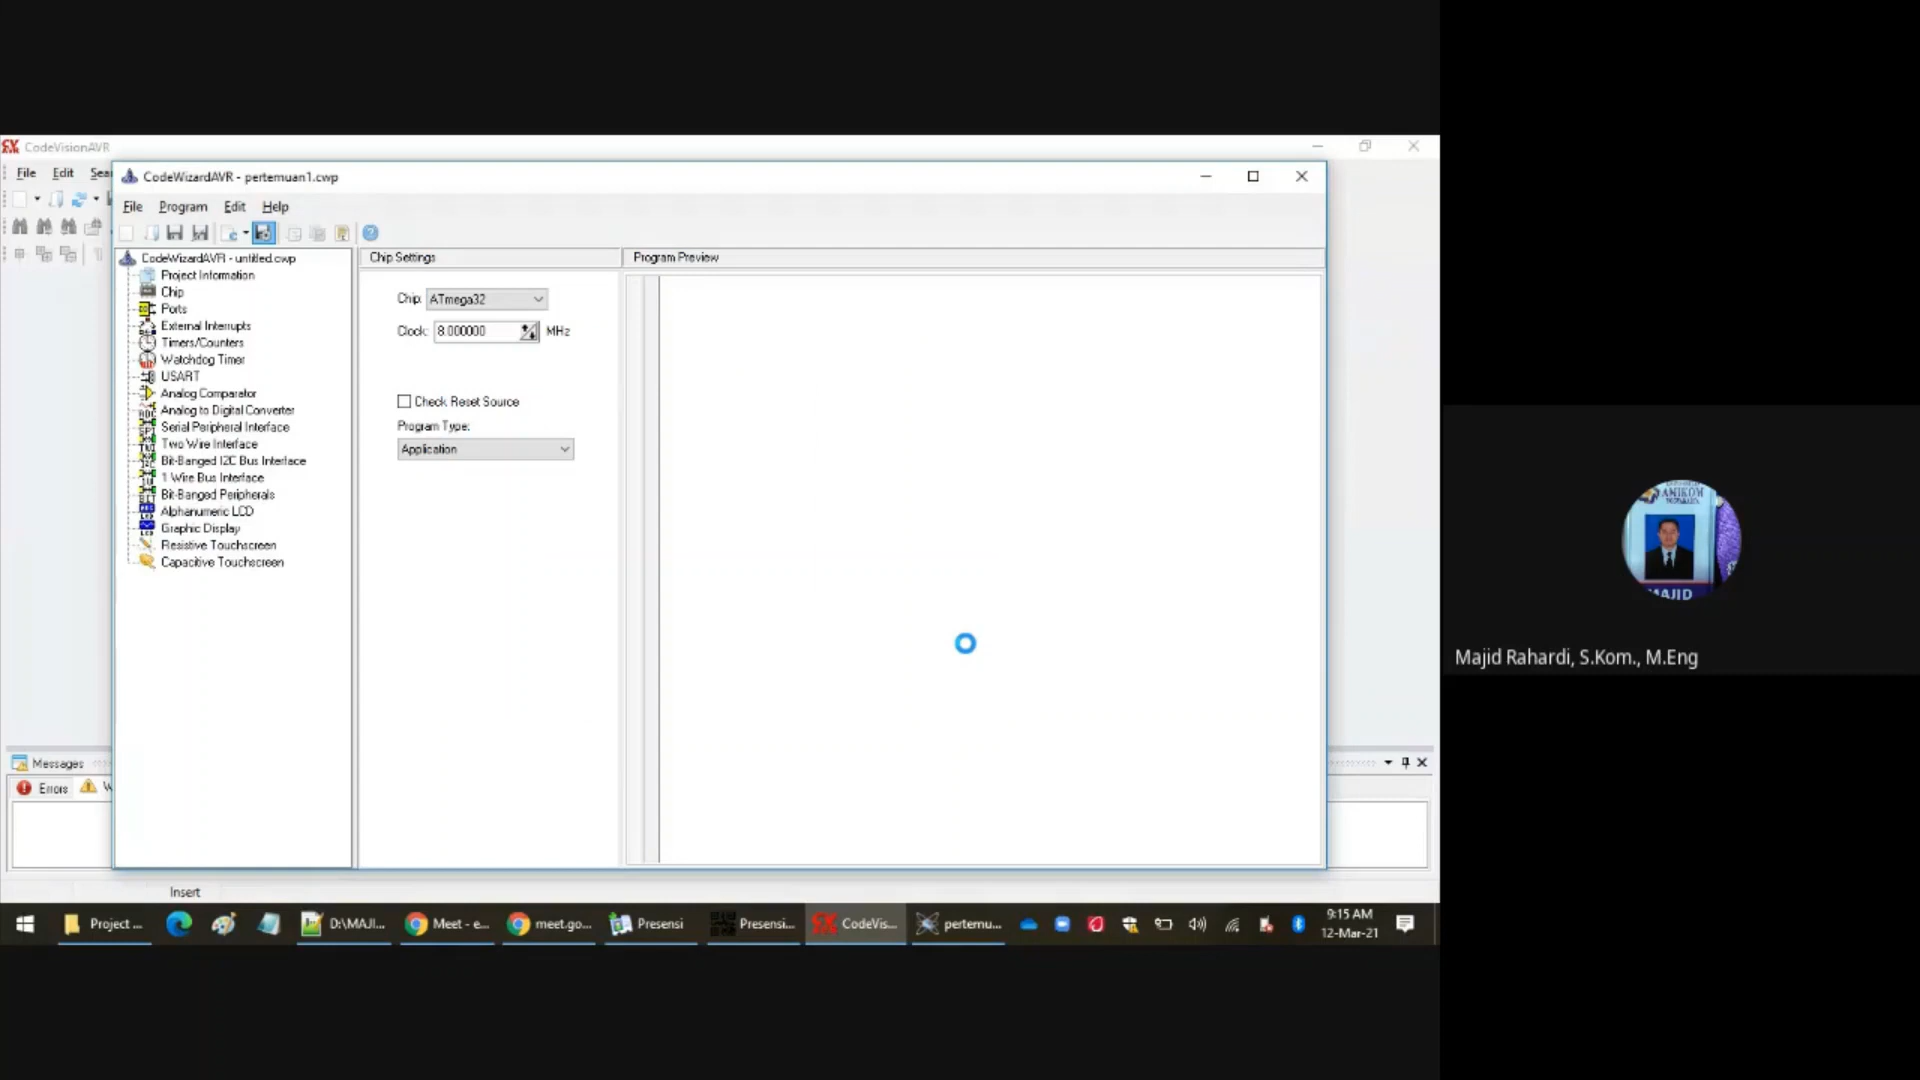 CodeVisionAVR
File Edit Sea
CodeWizardAVR - pertemuan1.cwp
File Program Edit Help
CodeWizardAVR - untitled.cwp
Project Information
Chip
Ports
External Interrupts
Timers/Counters
Watchdog Timer
USART
Analog Comparator
Analog to Digital Converter
Serial Peripheral Interface
Two Wire Interface
Bit-Banged I2C Bus Interface
1 Wire Bus Interface
Bit-Banged Peripherals
Alphanumeric LCD
Graphic Display
Resistive Touchscreen
Capacitive Touchscreen
Chip Settings
Chip: ATmega32
Clock: 8.000000 MHz
Check Reset Source
Program Type:
Application
Program Preview
Messages
Errors W
Insert
Project ...
D:\MAJI...
Meet - e...
meet.go...
Presensi
Presensi...
CodeVis...
pertemu...
9:15 AM
12-Mar-21
AMIKOM
MAJID
Majid Rahardi, S.Kom., M.Eng